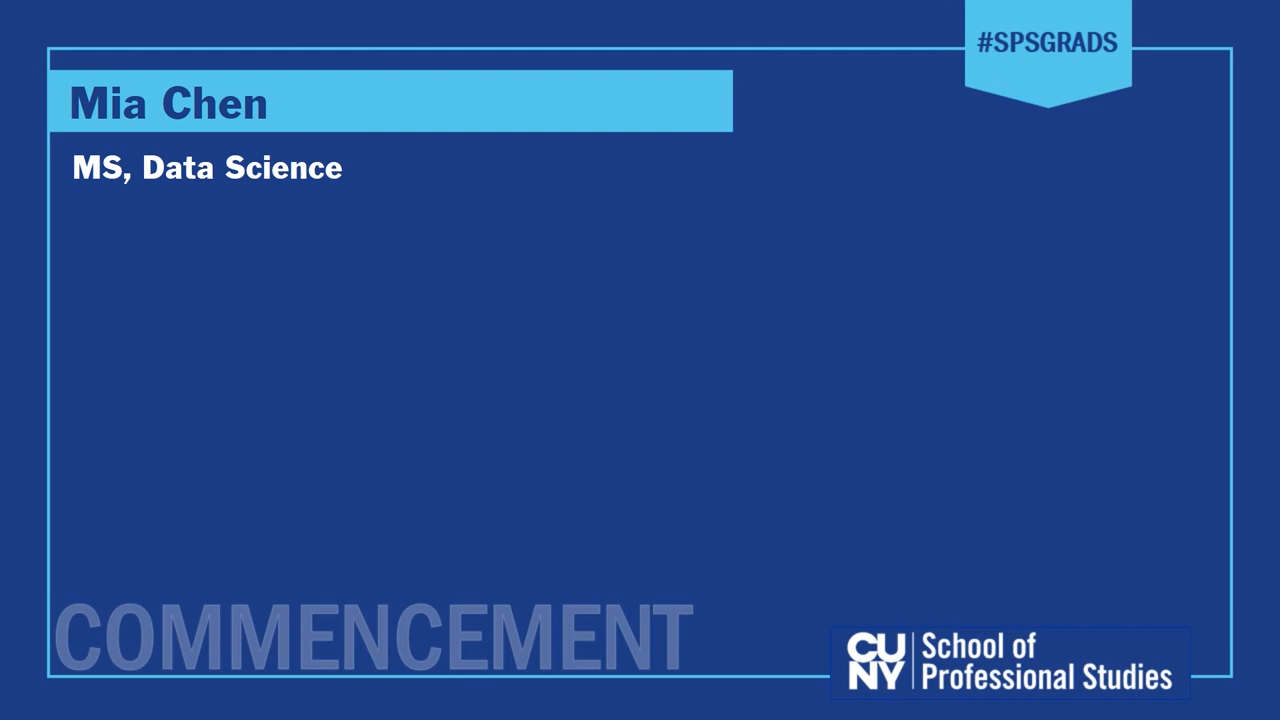 #SPSGRADS
Mia Chen
MS, Data Science
COMMENCEMENT
CU
NY
School of
Professional Studies